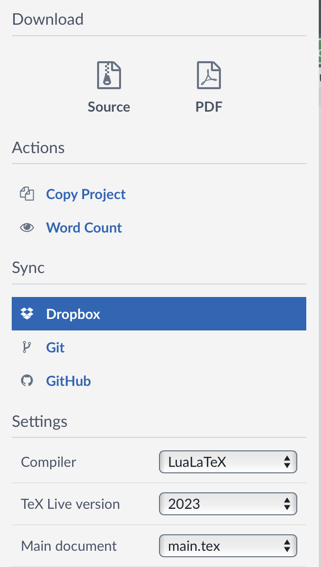 Download
Source PDF
Actions
Copy Project
Word Count
Sync
Dropbox
Git
GitHub
Settings
Compiler LuaLaTeX
TeX Live version 2023
Main document main.tex